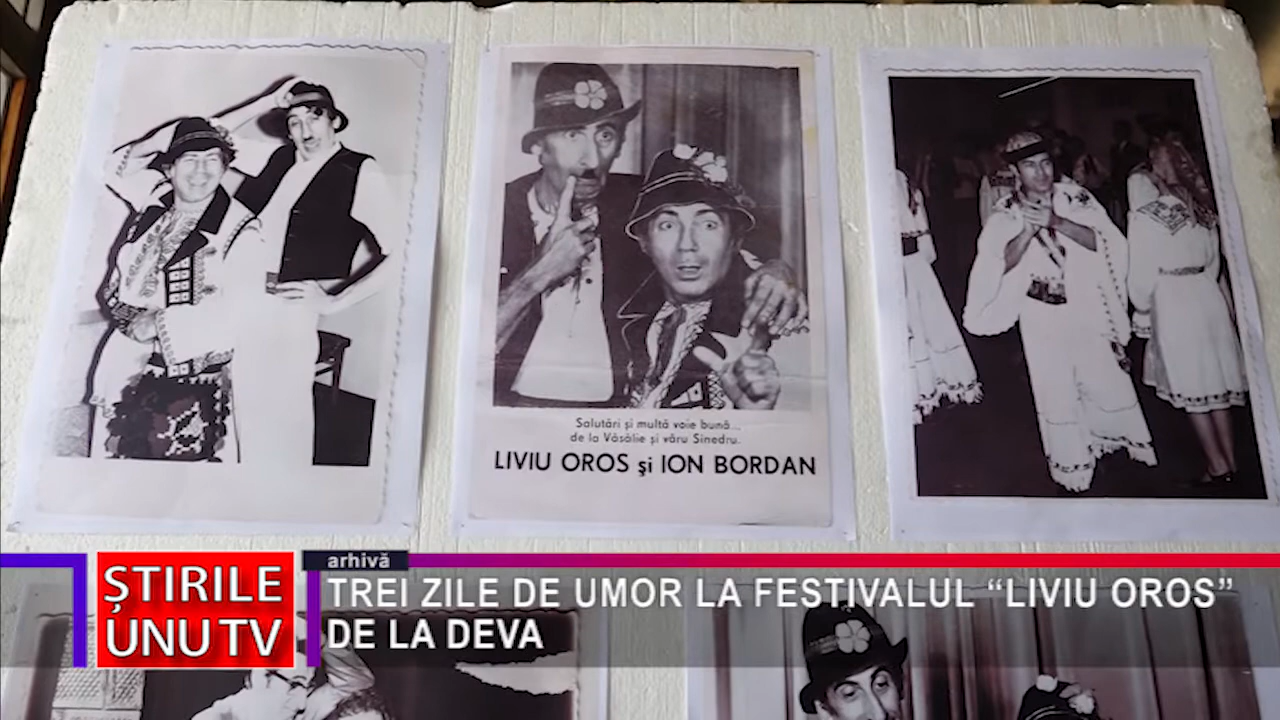 Salutări și multă voie bună...
de la Văsălie și văru Sinedru.
LIVIU OROS și ION BORDAN
arhivă
ȘTIRILE
UNU TV
TREI ZILE DE UMOR LA FESTIVALUL “LIVIU OROS”
DE LA DEVA